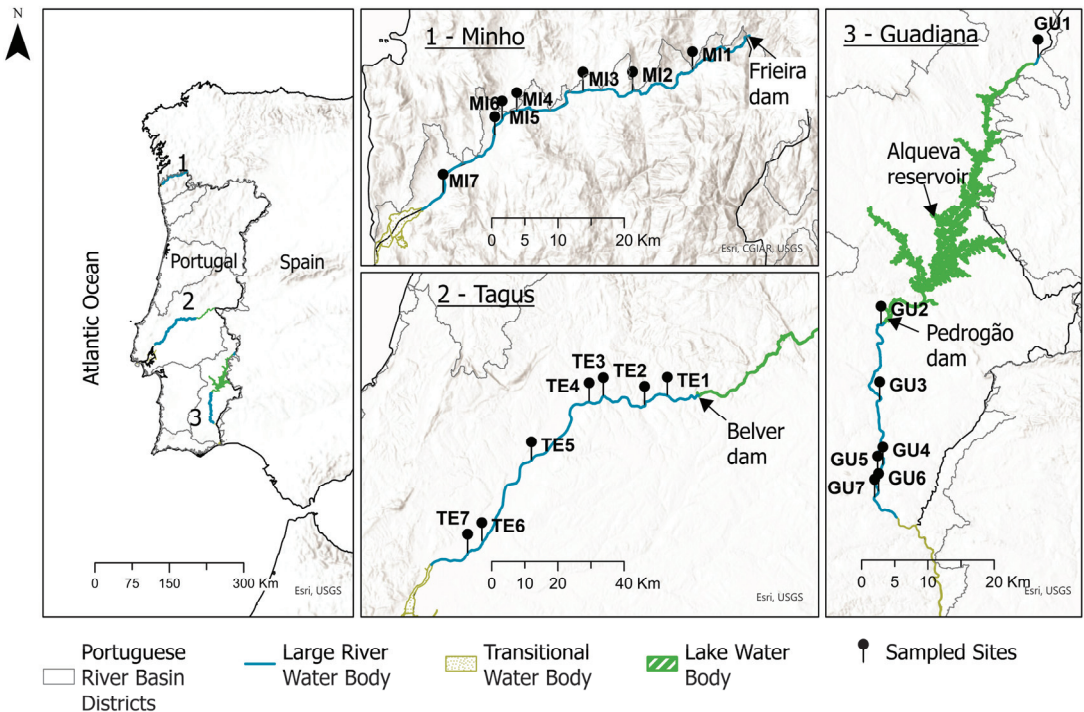 N
Atlantic Ocean
1
Portugal
Spain
2
3
0 75 150 300 Km
Esri, USGS
1 - Minho
MI1
MI2
MI3
MI4
MI6
MI5
MI7
Frieira
dam
0 10 20 Km
Esri, CGIAR, USGS
2 - Tagus
TE3
TE2
TE1
TE4
TE5
TE7
TE6
Belver
dam
0 10 20 40 Km
Esri, USGS
3 - Guadiana
GU1
Alqueva
reservoir
GU2
Pedrogão
dam
GU3
GU4
GU5
GU6
GU7
0 5 10 20 Km
Esri, USGS
Portuguese
River Basin
Districts
Large River
Water Body
Transitional
Water Body
Lake Water
Body
Sampled Sites